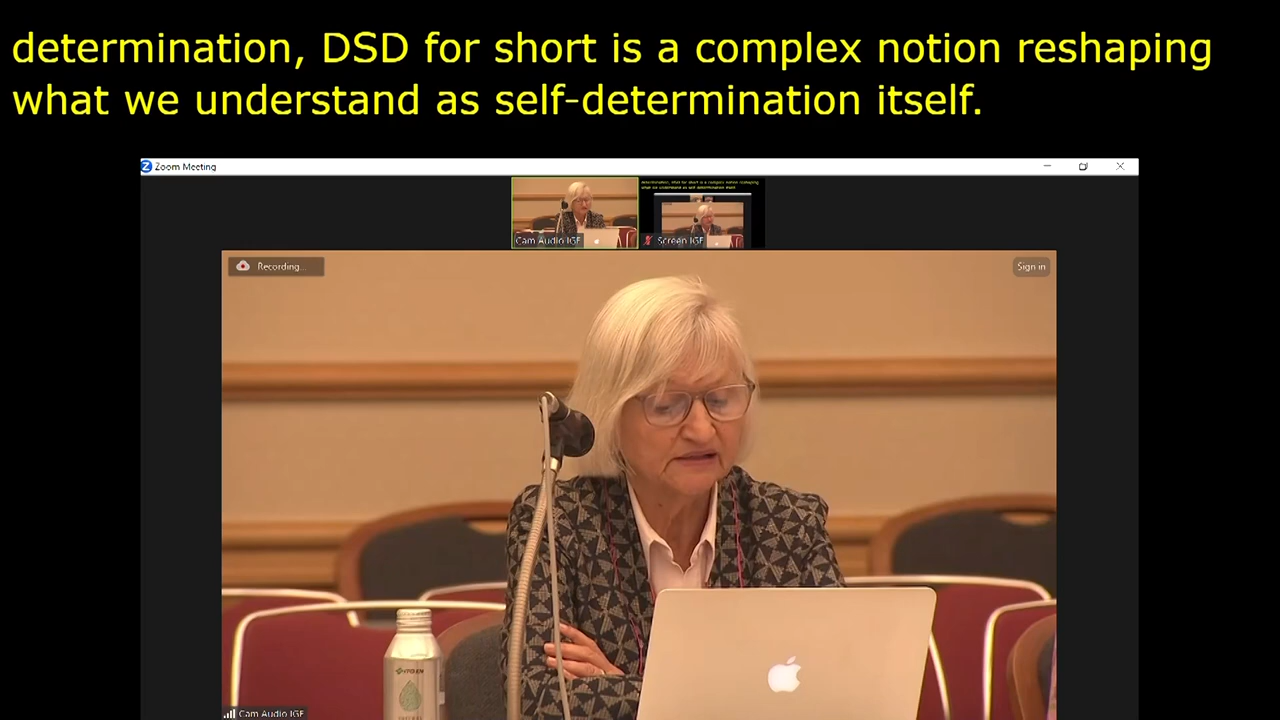 determination, DSD for short is a complex notion reshaping
what we understand as self-determination itself.
Zoom Meeting
Cam Audio IGF
Screen IGF
Recording...
Sign in
Cam Audio IGF